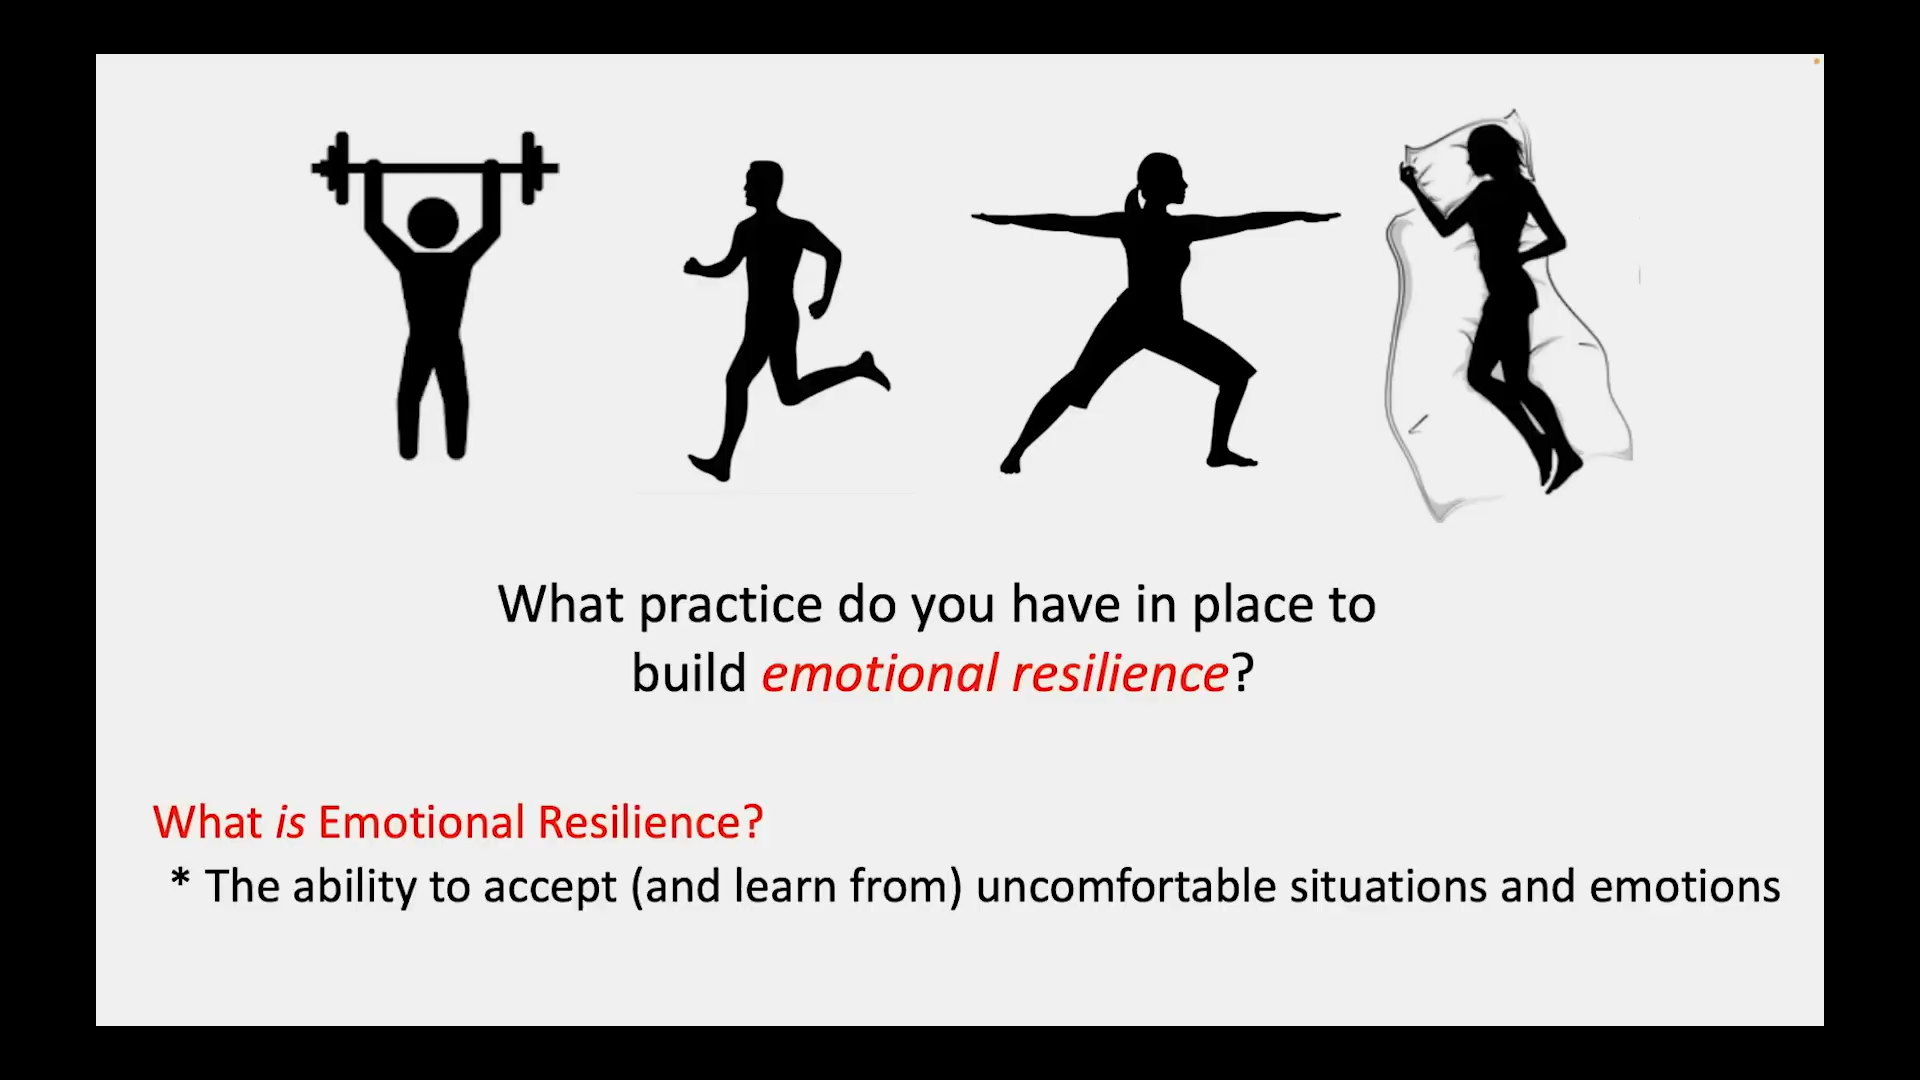 What practice do you have in place to
build emotional resilience?
What is Emotional Resilience?
* The ability to accept (and learn from) uncomfortable situations and emotions